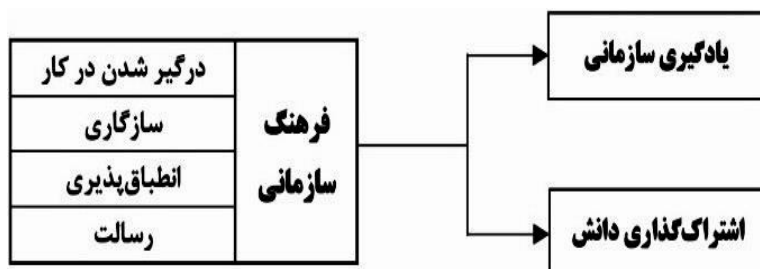 درگیر شدن در کار
سازگاری
انطباق‌پذیری
رسالت
فرهنگ
سازمانی
یادگیری سازمانی
اشتراک‌گذاری دانش